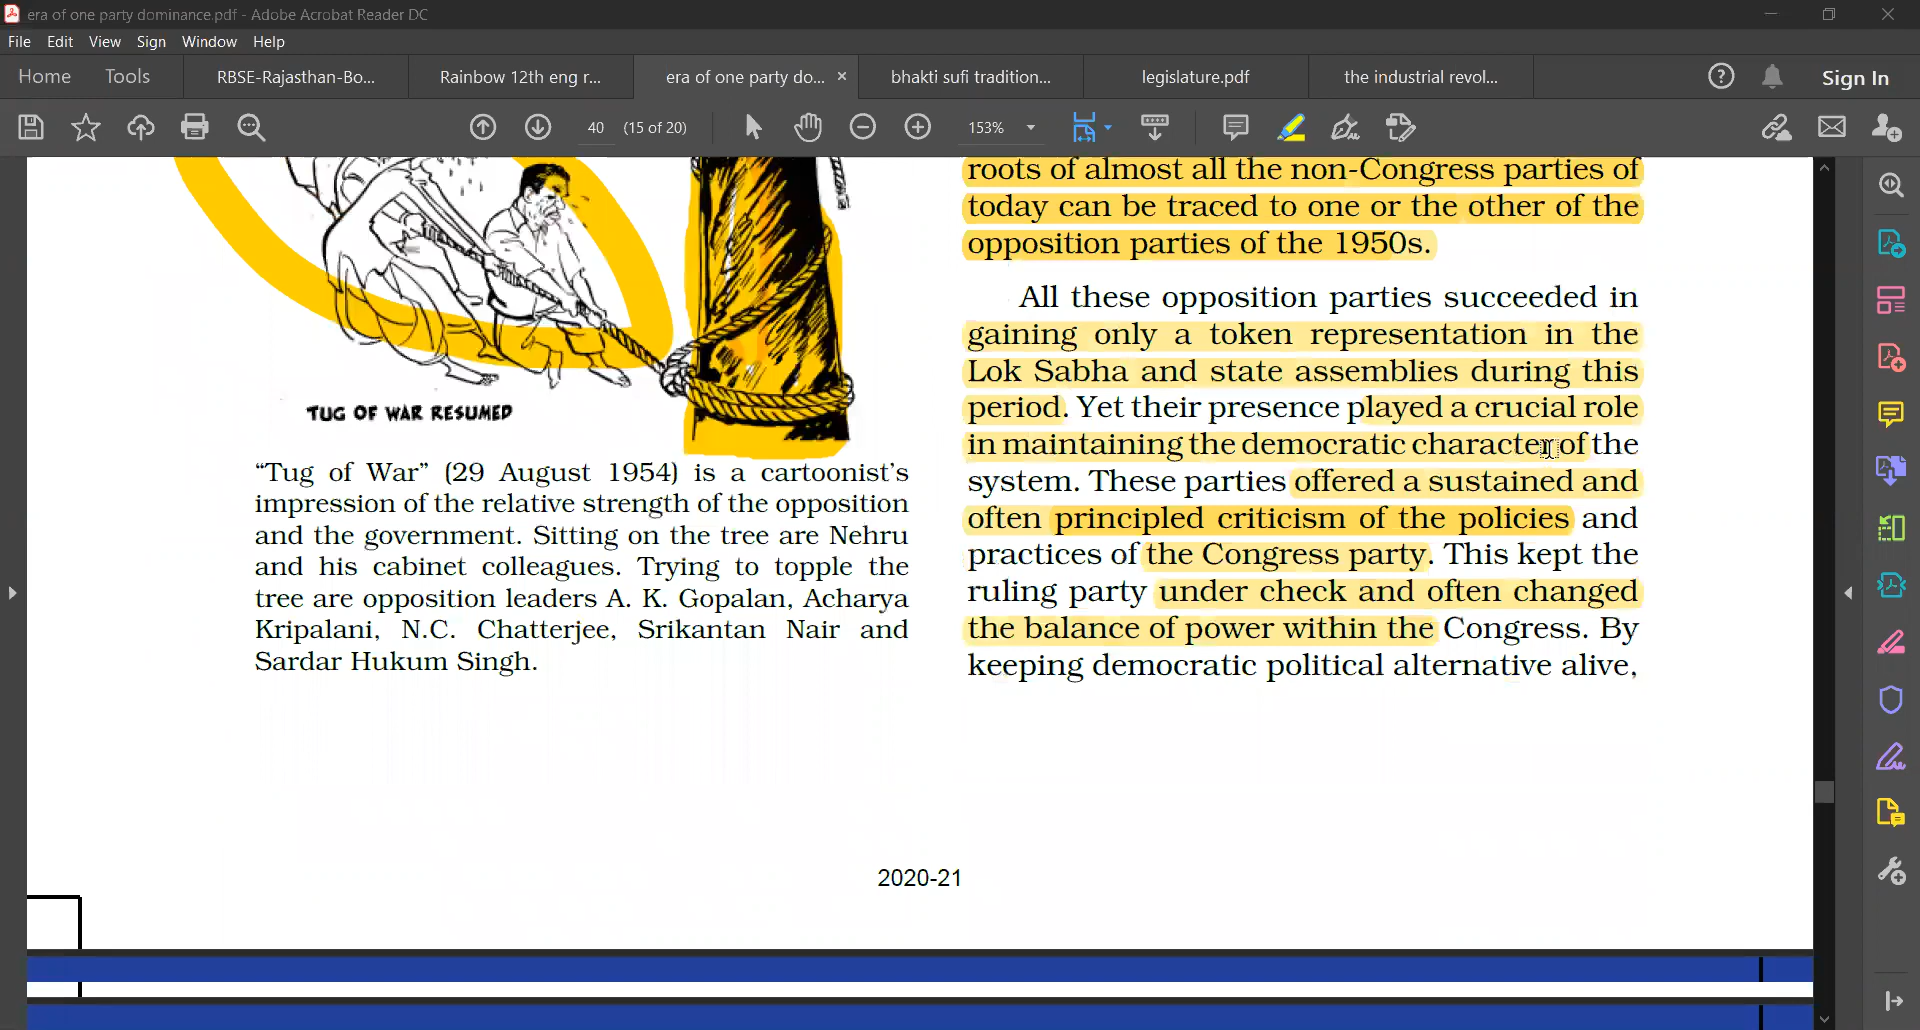 era of one party dominance.pdf - Adobe Acrobat Reader DC
File Edit View Sign Window Help
Home Tools RBSE-Rajasthan-Bo... Rainbow 12th eng r... era of one party do... × bhakti sufi tradition... legislature.pdf the industrial revol... Sign In
40 (15 of 20) 153%
roots of almost all the non-Congress parties of
today can be traced to one or the other of the
opposition parties of the 1950s.
All these opposition parties succeeded in
gaining only a token representation in the
Lok Sabha and state assemblies during this
period. Yet their presence played a crucial role
in maintaining the democratic character of the
system. These parties offered a sustained and
often principled criticism of the policies and
practices of the Congress party. This kept the
ruling party under check and often changed
the balance of power within the Congress. By
keeping democratic political alternative alive,
TUG OF WAR RESUMED
“Tug of War” (29 August 1954) is a cartoonist’s
impression of the relative strength of the opposition
and the government. Sitting on the tree are Nehru
and his cabinet colleagues. Trying to topple the
tree are opposition leaders A. K. Gopalan, Acharya
Kripalani, N.C. Chatterjee, Srikantan Nair and
Sardar Hukum Singh.
2020-21